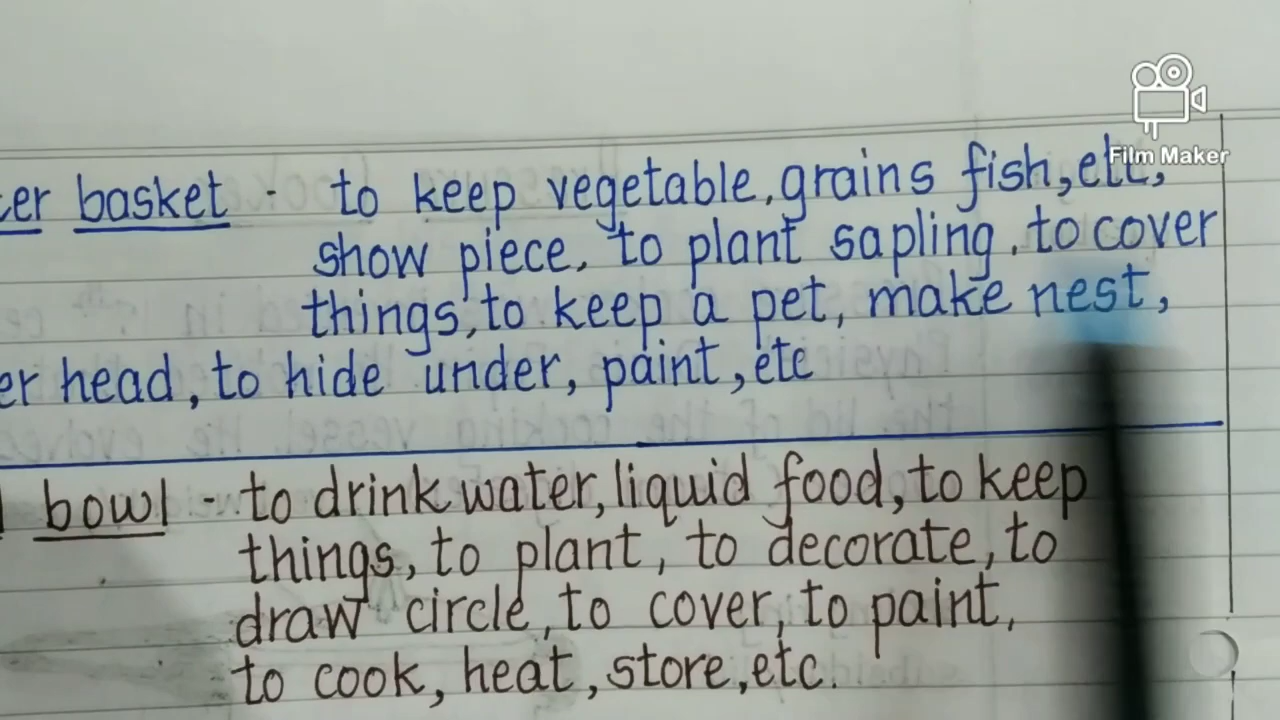 Film Maker
basket - to keep vegetable, grains fish, etc,
show piece, to plant sapling, to cover
things, to keep a pet, make nest,
head, to hide under, paint, etc
bowl - to drink water, liquid food, to keep
things, to plant, to decorate, to
draw circle, to cover, to paint,
to cook, heat, store, etc.